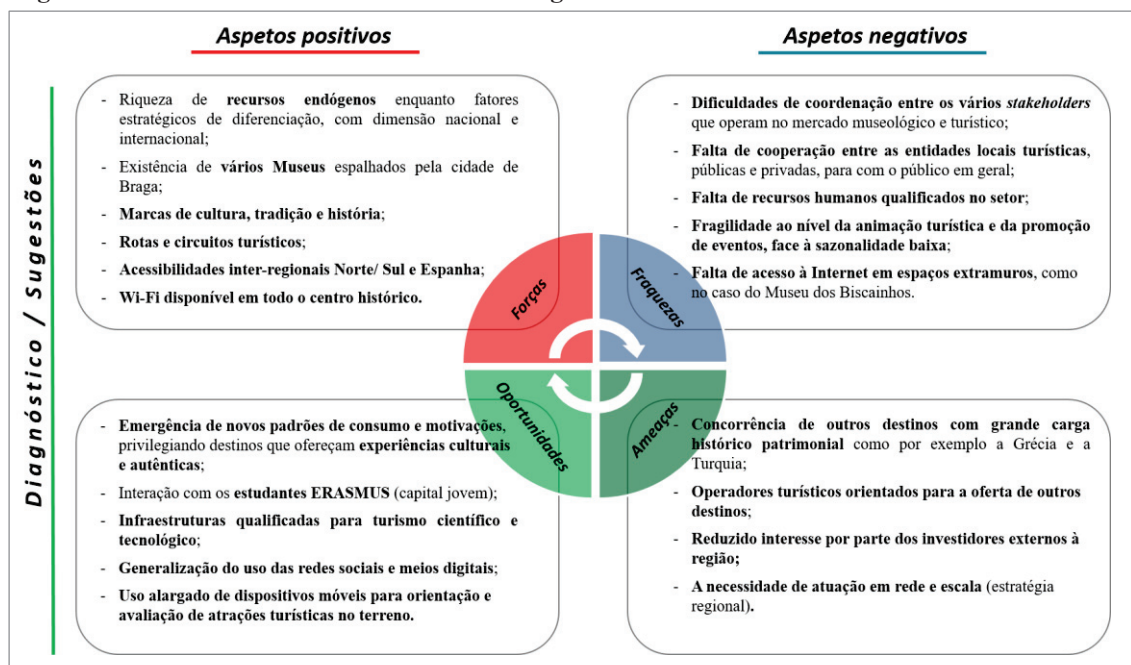 Aspetos positivos
Aspetos negativos
Diagnóstico / Sugestões
- Riqueza de recursos endógenos enquanto fatores
estratégicos de diferenciação, com dimensão nacional e
internacional;
- Existência de vários Museus espalhados pela cidade de
Braga;
- Marcas de cultura, tradição e história;
- Rotas e circuitos turísticos;
- Acessibilidades inter-regionais Norte/ Sul e Espanha;
- Wi-Fi disponível em todo o centro histórico.
- Dificuldades de coordenação entre os vários stakeholders
que operam no mercado museológico e turístico;
- Falta de cooperação entre as entidades locais turísticas,
públicas e privadas, para com o público em geral;
- Falta de recursos humanos qualificados no setor;
- Fragilidade ao nível da animação turística e da promoção
de eventos, face à sazonalidade baixa;
- Falta de acesso à Internet em espaços extramuros, como
no caso do Museu dos Biscainhos.
Forças
Fraquezas
Oportunidades
Ameaças
- Emergência de novos padrões de consumo e motivações,
privilegiando destinos que ofereçam experiências culturais
e autênticas;
- Interação com os estudantes ERASMUS (capital jovem);
- Infraestruturas qualificadas para turismo científico e
tecnológico;
- Generalização do uso das redes sociais e meios digitais;
- Uso alargado de dispositivos móveis para orientação e
avaliação de atrações turísticas no terreno.
- Concorrência de outros destinos com grande carga
histórico patrimonial como por exemplo a Grécia e a
Turquia;
- Operadores turísticos orientados para a oferta de outros
destinos;
- Reduzido interesse por parte dos investidores externos à
região;
- A necessidade de atuação em rede e escala (estratégia
regional).